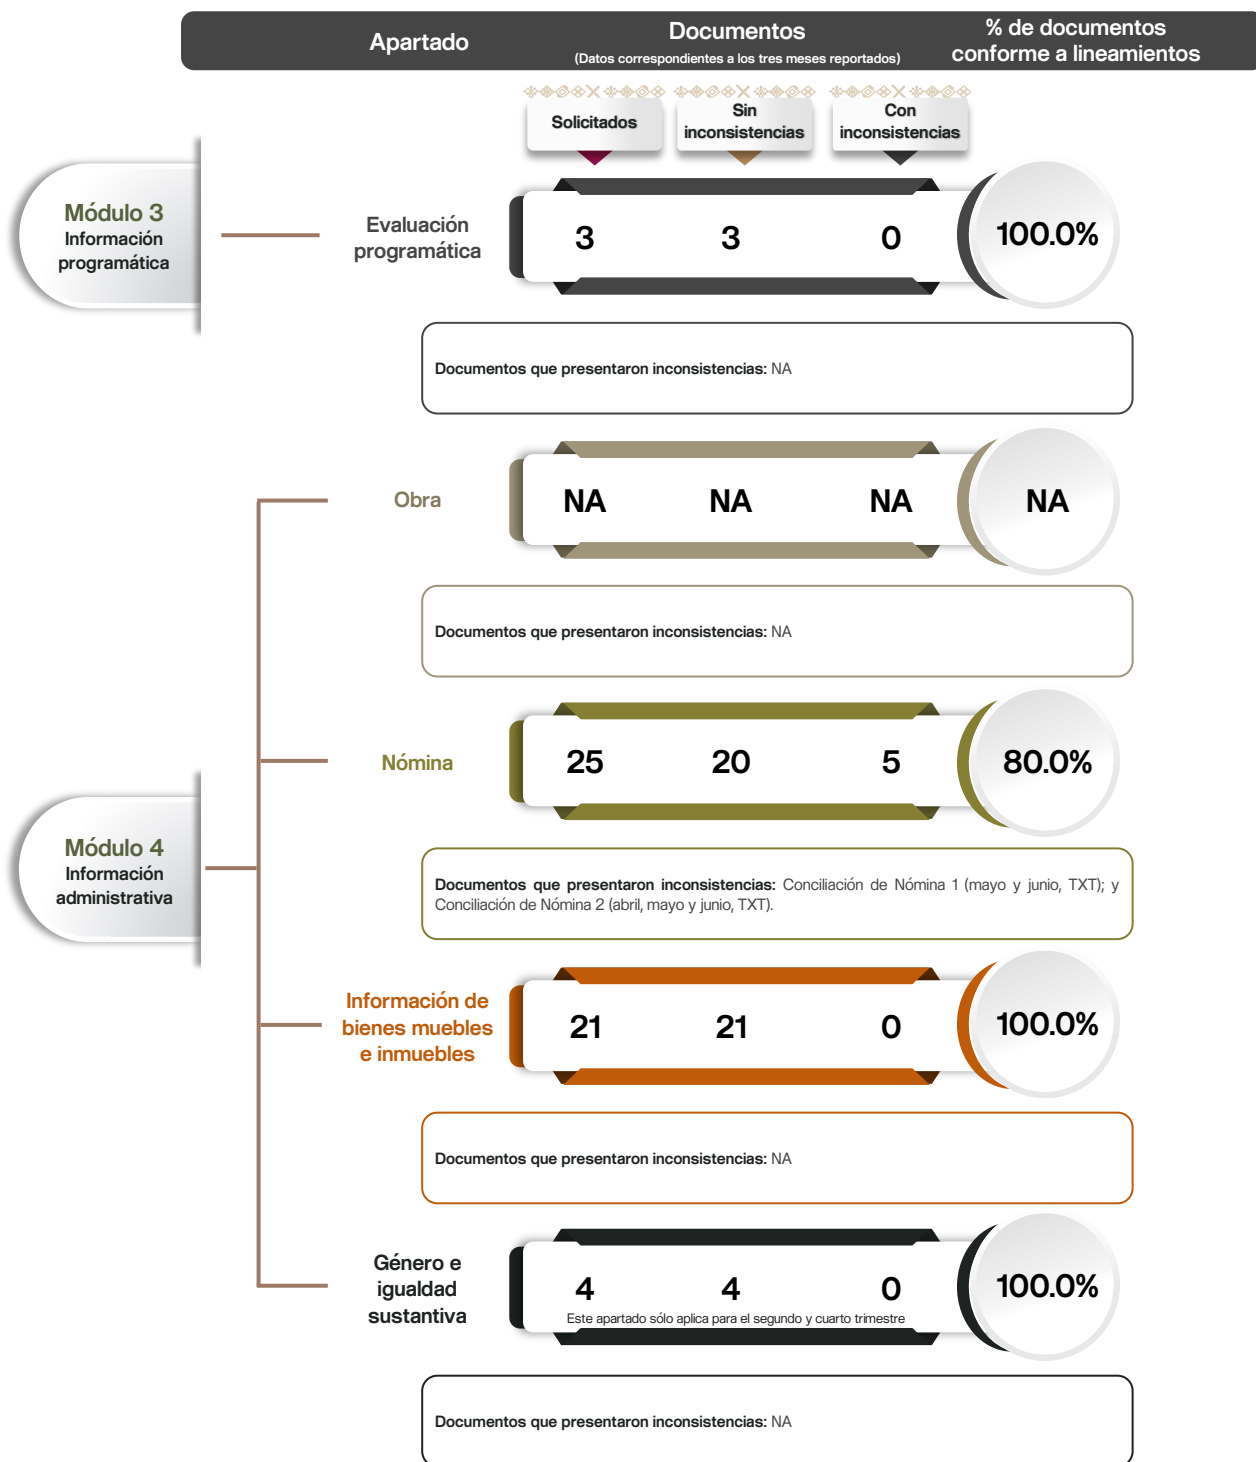 Apartado
Documentos
(Datos correspondientes a los tres meses reportados)
% de documentos
conforme a lineamientos
Solicitados
Sin
inconsistencias
Con
inconsistencias
Módulo 3
Información
programática
Evaluación
programática
3 3 0 100.0%
Documentos que presentaron inconsistencias: NA
Obra
NA NA NA NA
Documentos que presentaron inconsistencias: NA
Nómina
25 20 5 80.0%
Módulo 4
Información
administrativa
Documentos que presentaron inconsistencias: Conciliación de Nómina 1 (mayo y junio, TXT); y
Conciliación de Nómina 2 (abril, mayo y junio, TXT).
Información de
bienes muebles
e inmuebles
21 21 0 100.0%
Documentos que presentaron inconsistencias: NA
Género e
igualdad
sustantiva
4 4 0 100.0%
Este apartado sólo aplica para el segundo y cuarto trimestre
Documentos que presentaron inconsistencias: NA